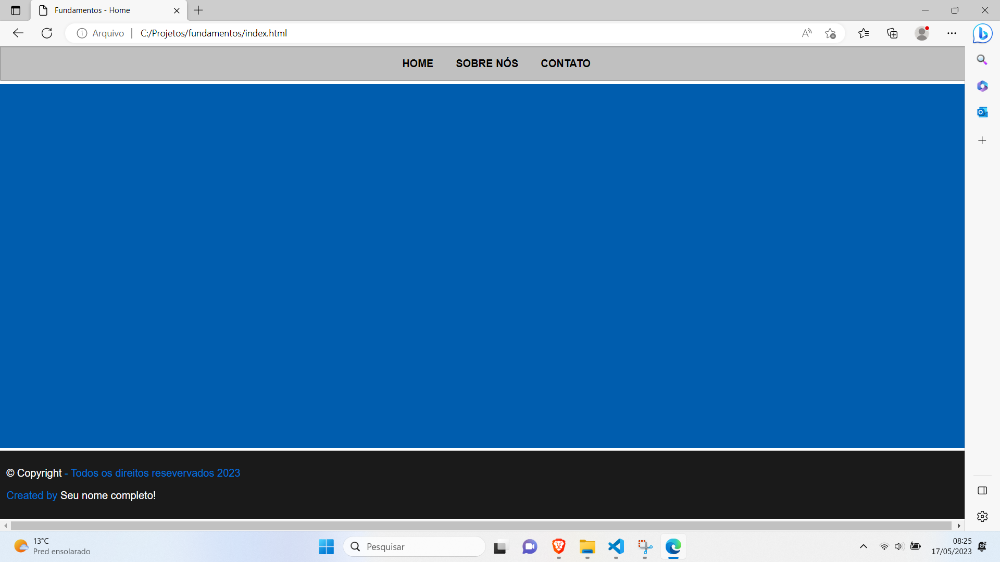 Fundamentos - Home
Arquivo | C:/Projetos/fundamentos/index.html
HOME SOBRE NÓS CONTATO
© Copyright - Todos os direitos resevervados 2023
Created by Seu nome completo!
13°C
Pred ensolarado
Pesquisar
08:25
17/05/2023